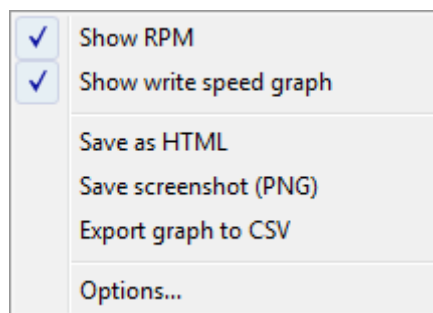 Show RPM
Show write speed graph
Save as HTML
Save screenshot (PNG)
Export graph to CSV
Options...